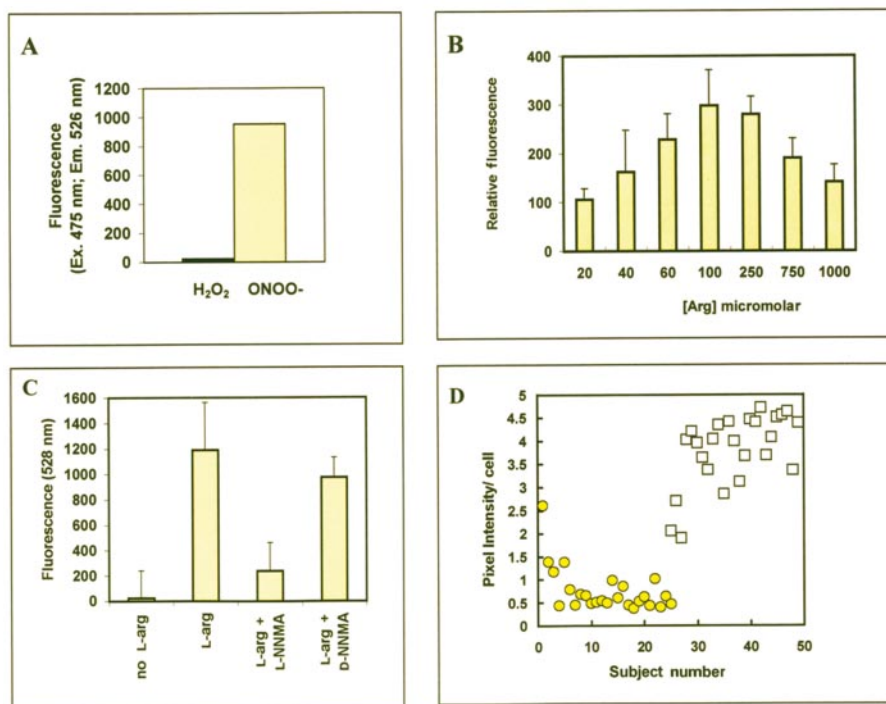 A
Fluorescence
(Ex. 475 nm; Em. 526 nm)
1200
1000
800
600
400
200
0
H₂O₂ ONOO-
B
Relative fluorescence
400
300
200
100
0
20 40 60 100 250 750 1000
[Arg] micromolar
C
Fluorescence (528 nm)
1600
1400
1200
1000
800
600
400
200
0
no L-arg
L-arg
L-arg +
L-NNMA
L-arg +
D-NNMA
D
Pixel Intensity/ cell
5
4.5
4
3.5
3
2.5
2
1.5
1
0.5
0
0 10 20 30 40 50
Subject number